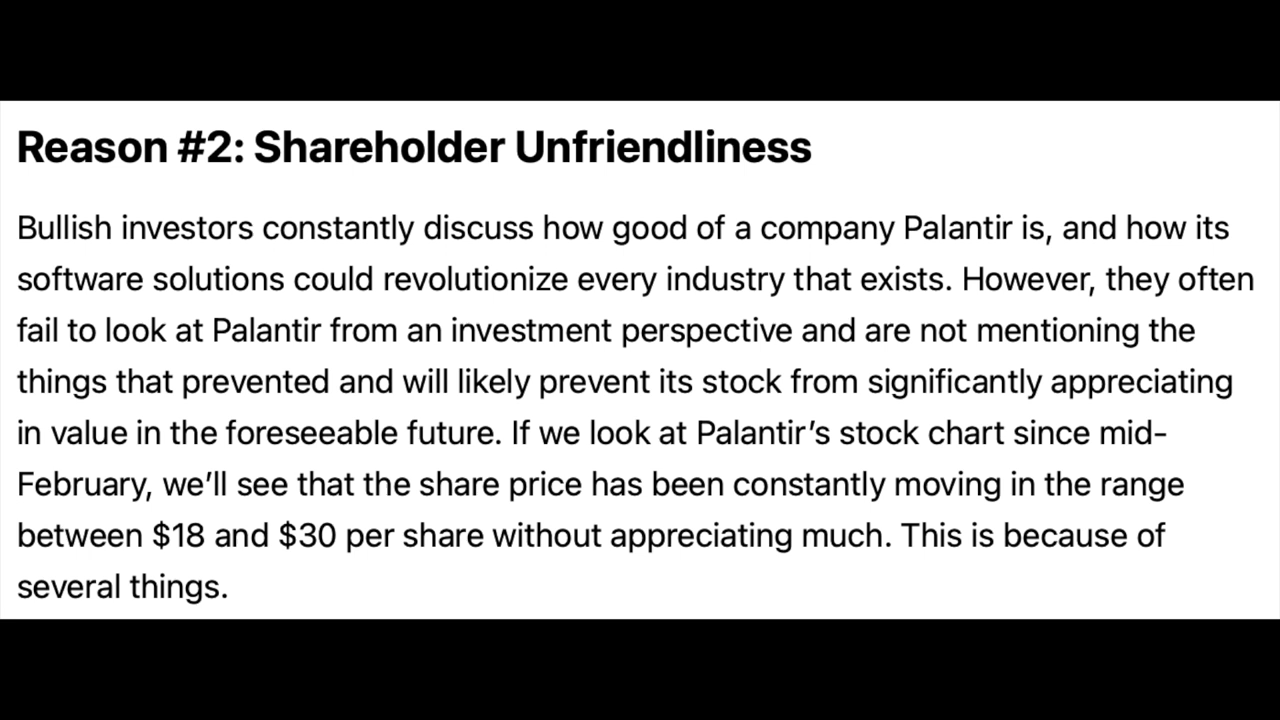 Reason #2: Shareholder Unfriendliness
Bullish investors constantly discuss how good of a company Palantir is, and how its
software solutions could revolutionize every industry that exists. However, they often
fail to look at Palantir from an investment perspective and are not mentioning the
things that prevented and will likely prevent its stock from significantly appreciating
in value in the foreseeable future. If we look at Palantir’s stock chart since mid-
February, we’ll see that the share price has been constantly moving in the range
between $18 and $30 per share without appreciating much. This is because of
several things.